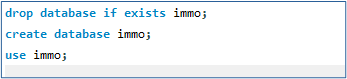 drop database if exists immo;
create database immo;
use immo;